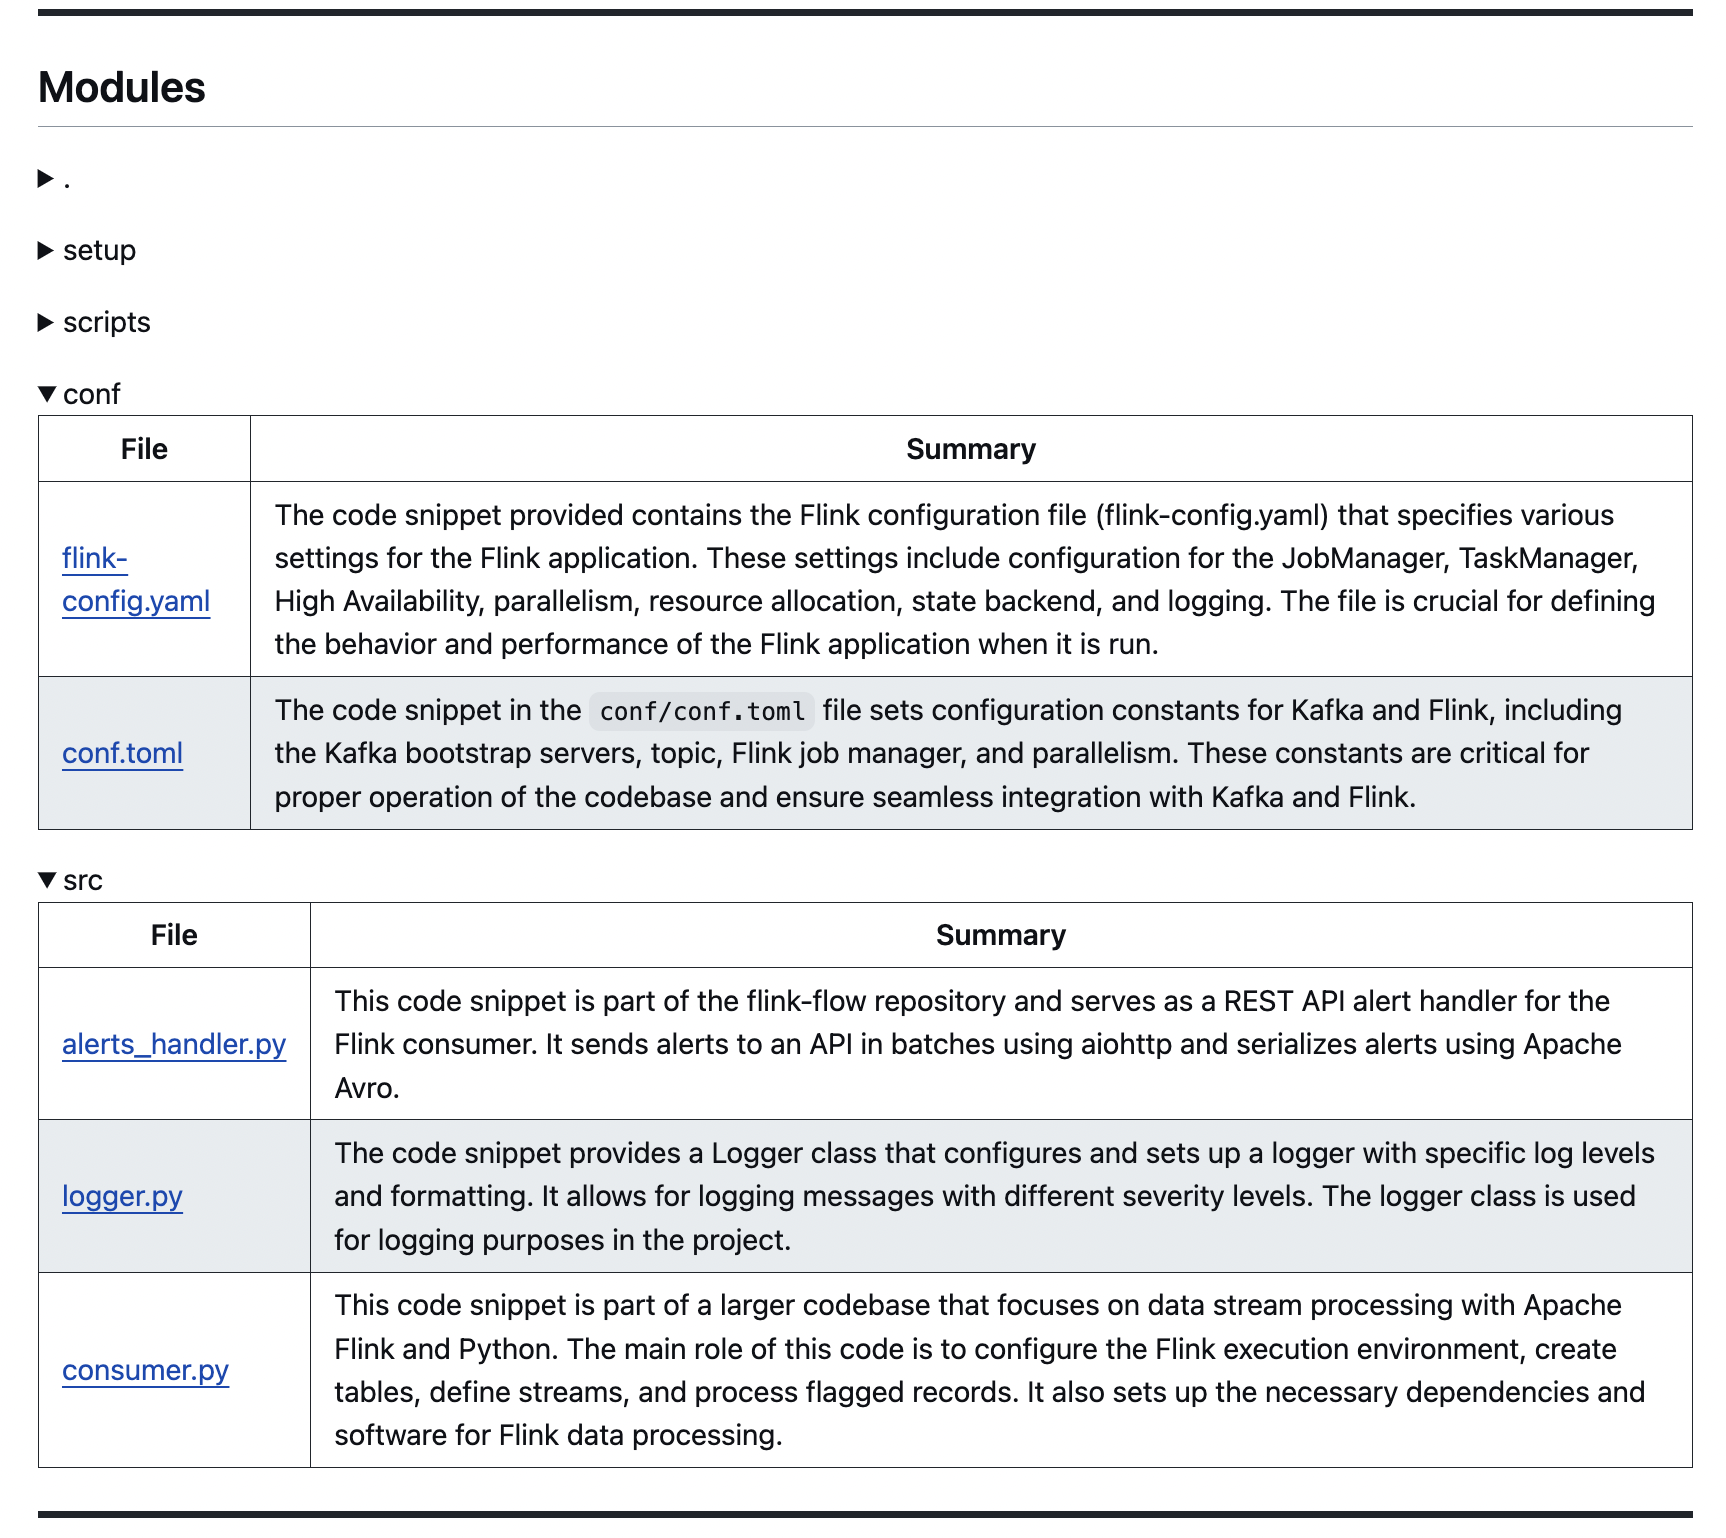 Modules
.
setup
scripts
conf
File Summary
flink-
config.yaml
The code snippet provided contains the Flink configuration file (flink-config.yaml) that specifies various
settings for the Flink application. These settings include configuration for the JobManager, TaskManager,
High Availability, parallelism, resource allocation, state backend, and logging. The file is crucial for defining
the behavior and performance of the Flink application when it is run.
conf.toml
The code snippet in the conf/conf.toml file sets configuration constants for Kafka and Flink, including
the Kafka bootstrap servers, topic, Flink job manager, and parallelism. These constants are critical for
proper operation of the codebase and ensure seamless integration with Kafka and Flink.
src
File Summary
alerts_handler.py
This code snippet is part of the flink-flow repository and serves as a REST API alert handler for the
Flink consumer. It sends alerts to an API in batches using aiohttp and serializes alerts using Apache
Avro.
logger.py
The code snippet provides a Logger class that configures and sets up a logger with specific log levels
and formatting. It allows for logging messages with different severity levels. The logger class is used
for logging purposes in the project.
consumer.py
This code snippet is part of a larger codebase that focuses on data stream processing with Apache
Flink and Python. The main role of this code is to configure the Flink execution environment, create
tables, define streams, and process flagged records. It also sets up the necessary dependencies and
software for Flink data processing.